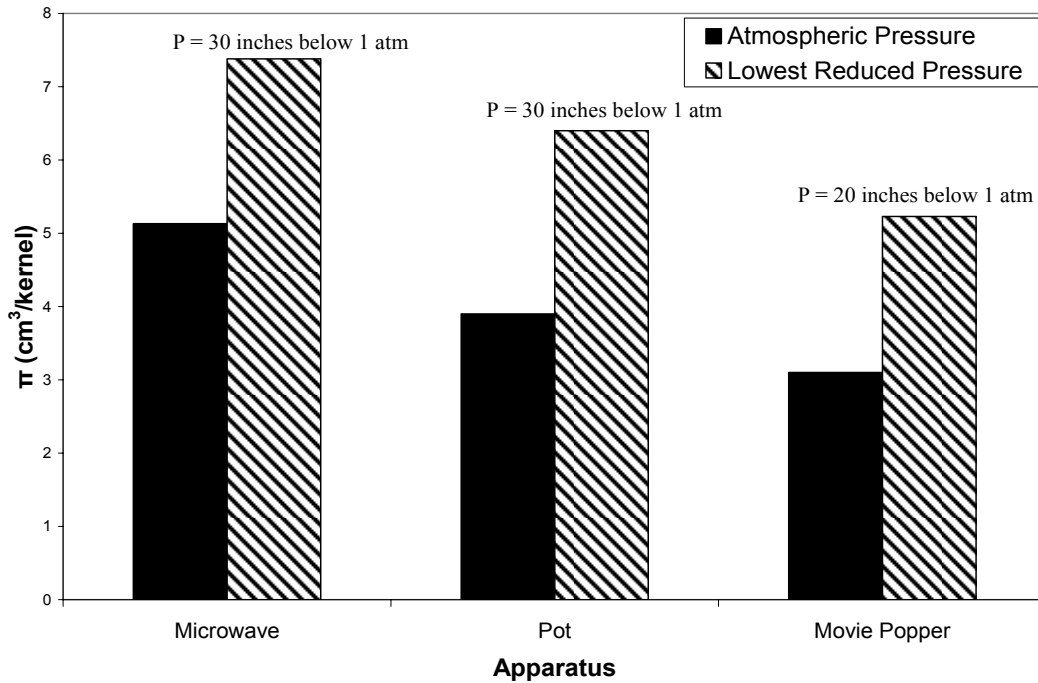 8
P = 30 inches below 1 atm
Atmospheric Pressure
Lowest Reduced Pressure
7
P = 30 inches below 1 atm
6
P = 20 inches below 1 atm
5
π (cm³/kernel)
4
3
2
1
0
Microwave Pot Movie Popper
Apparatus